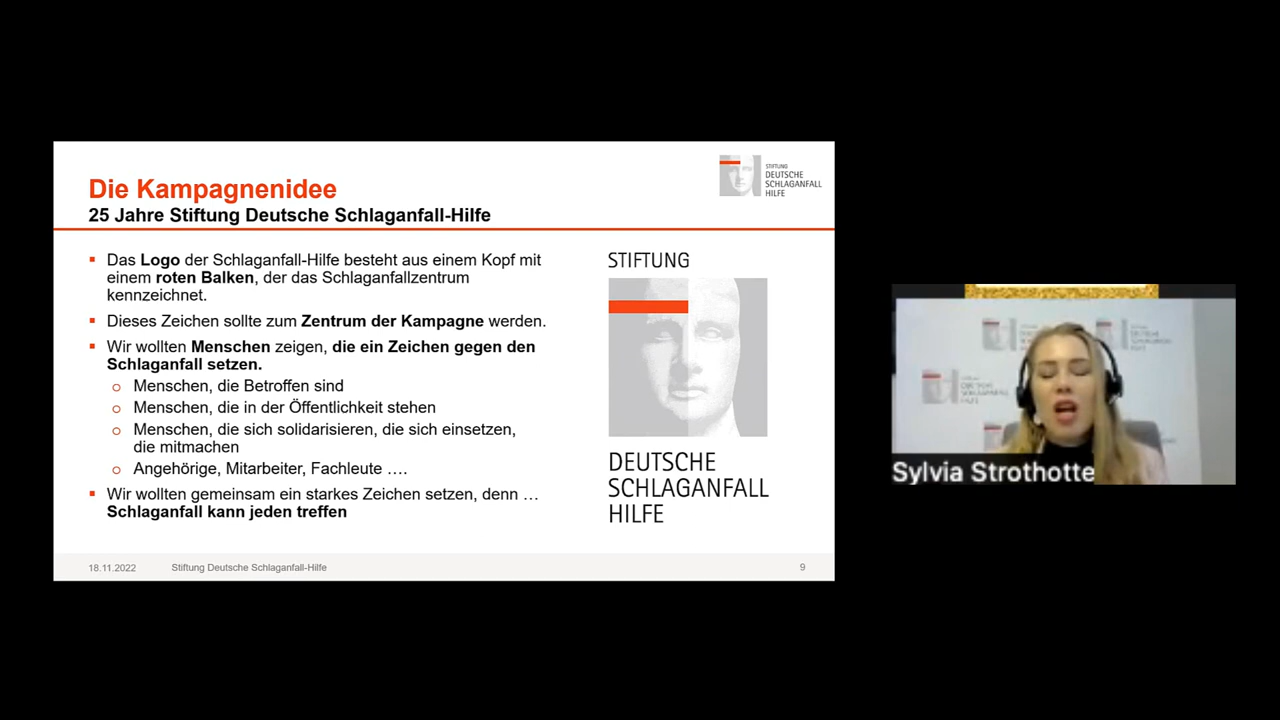 Die Kampagnenidee
25 Jahre Stiftung Deutsche Schlaganfall-Hilfe
STIFTUNG
DEUTSCHE
SCHLAGANFALL
HILFE
Das Logo der Schlaganfall-Hilfe besteht aus einem Kopf mit
einem roten Balken, der das Schlaganfallzentrum
kennzeichnet.
Dieses Zeichen sollte zum Zentrum der Kampagne werden.
Wir wollten Menschen zeigen, die ein Zeichen gegen den
Schlaganfall setzen.
Menschen, die Betroffen sind
Menschen, die in der Öffentlichkeit stehen
Menschen, die sich solidarisieren, die sich einsetzen,
die mitmachen
Angehörige, Mitarbeiter, Fachleute ....
Wir wollten gemeinsam ein starkes Zeichen setzen, denn …
Schlaganfall kann jeden treffen
STIFTUNG
DEUTSCHE
SCHLAGANFALL
HILFE
18.11.2022 Stiftung Deutsche Schlaganfall-Hilfe 9
Sylvia Strothotte